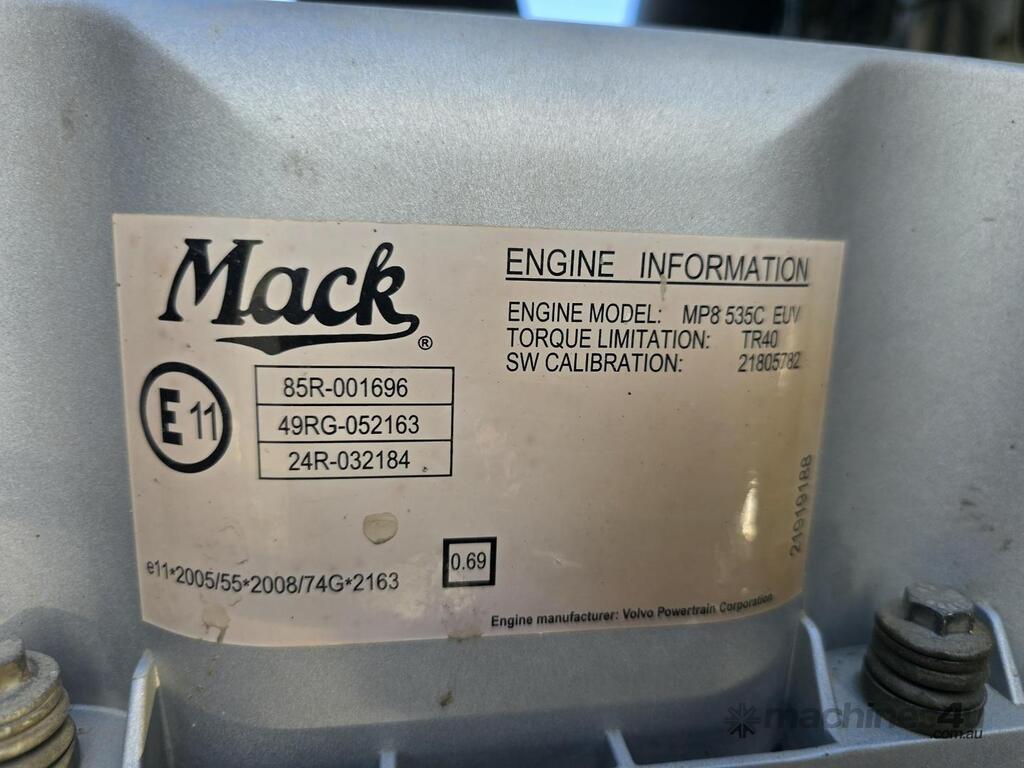 Mack®
ENGINE INFORMATION
ENGINE MODEL: MP8 535C EUV
TORQUE LIMITATION: TR40
SW CALIBRATION: 21805782
E 11
85R-001696
49RG-052163
24R-032184
21919188
e11*2005/55*2008/74G*2163
0.69
Engine manufacturer: Volvo Powertrain Corporation
machines4u
.com.au